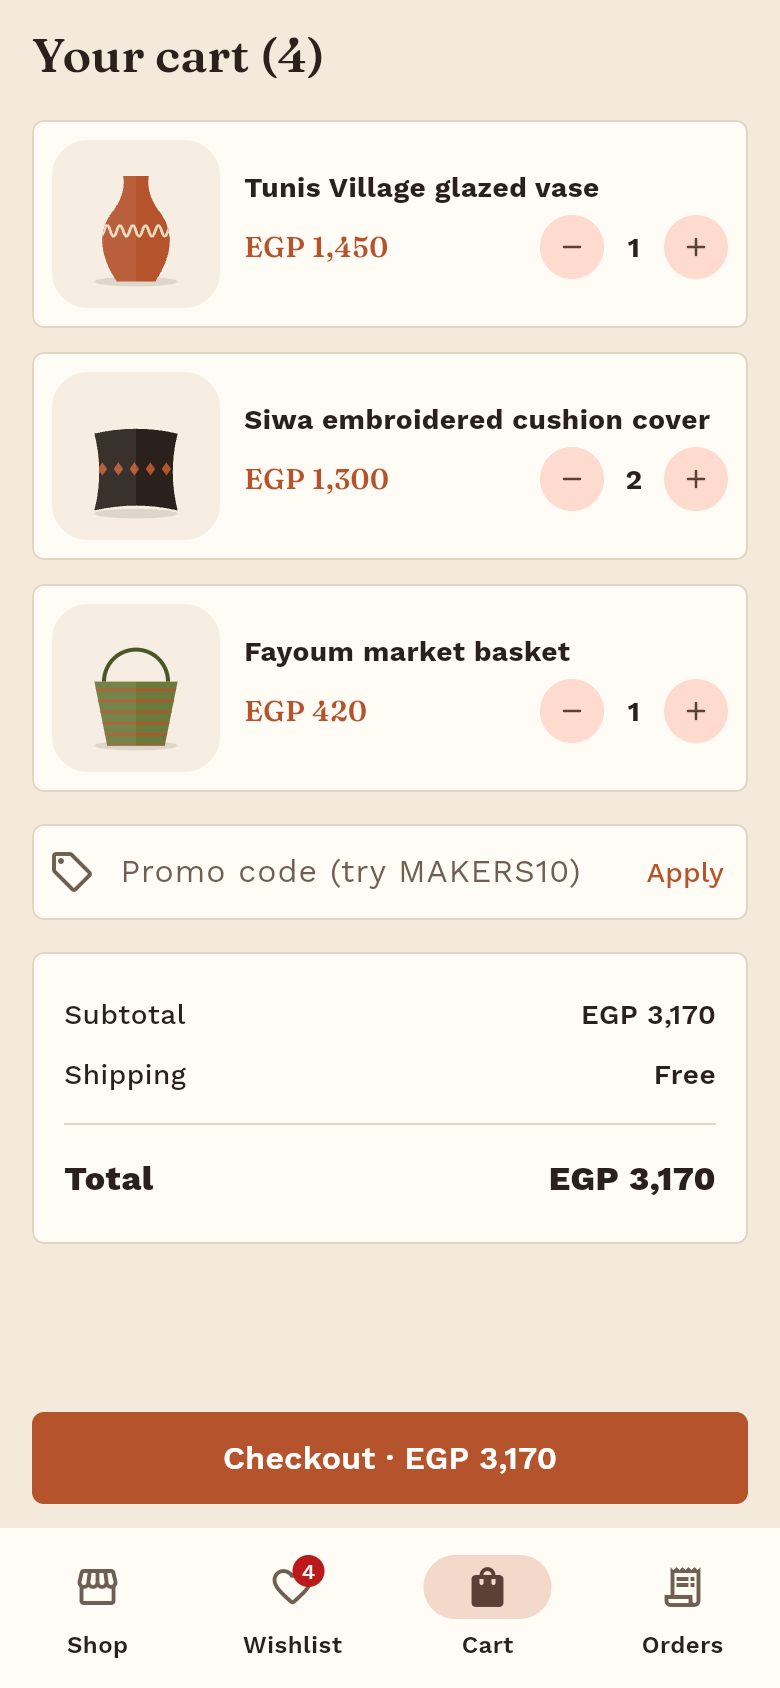 Your cart (4)
Tunis Village glazed vase
EGP 1,450
− 1 +
Siwa embroidered cushion cover
EGP 1,300
− 2 +
Fayoum market basket
EGP 420
− 1 +
Promo code (try MAKERS10)
Apply
Subtotal EGP 3,170
Shipping Free
Total EGP 3,170
Checkout · EGP 3,170
4
Shop Wishlist Cart Orders